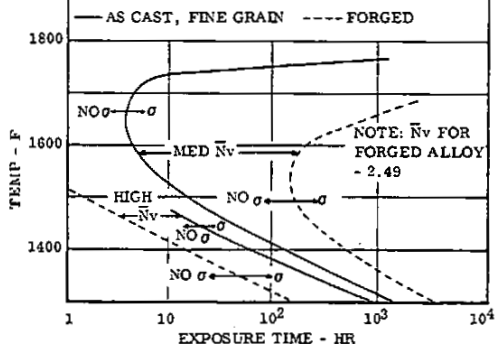 AS CAST, FINE GRAIN FORGED
1800
NO σ σ
1600
MED N̄v
NOTE: N̄v FOR
FORGED ALLOY
- 2.49
TEMP - F
HIGH
N̄v
NO σ σ
σ
NO σ
1400
NO σ σ
1 10 10² 10³ 10⁴
EXPOSURE TIME - HR